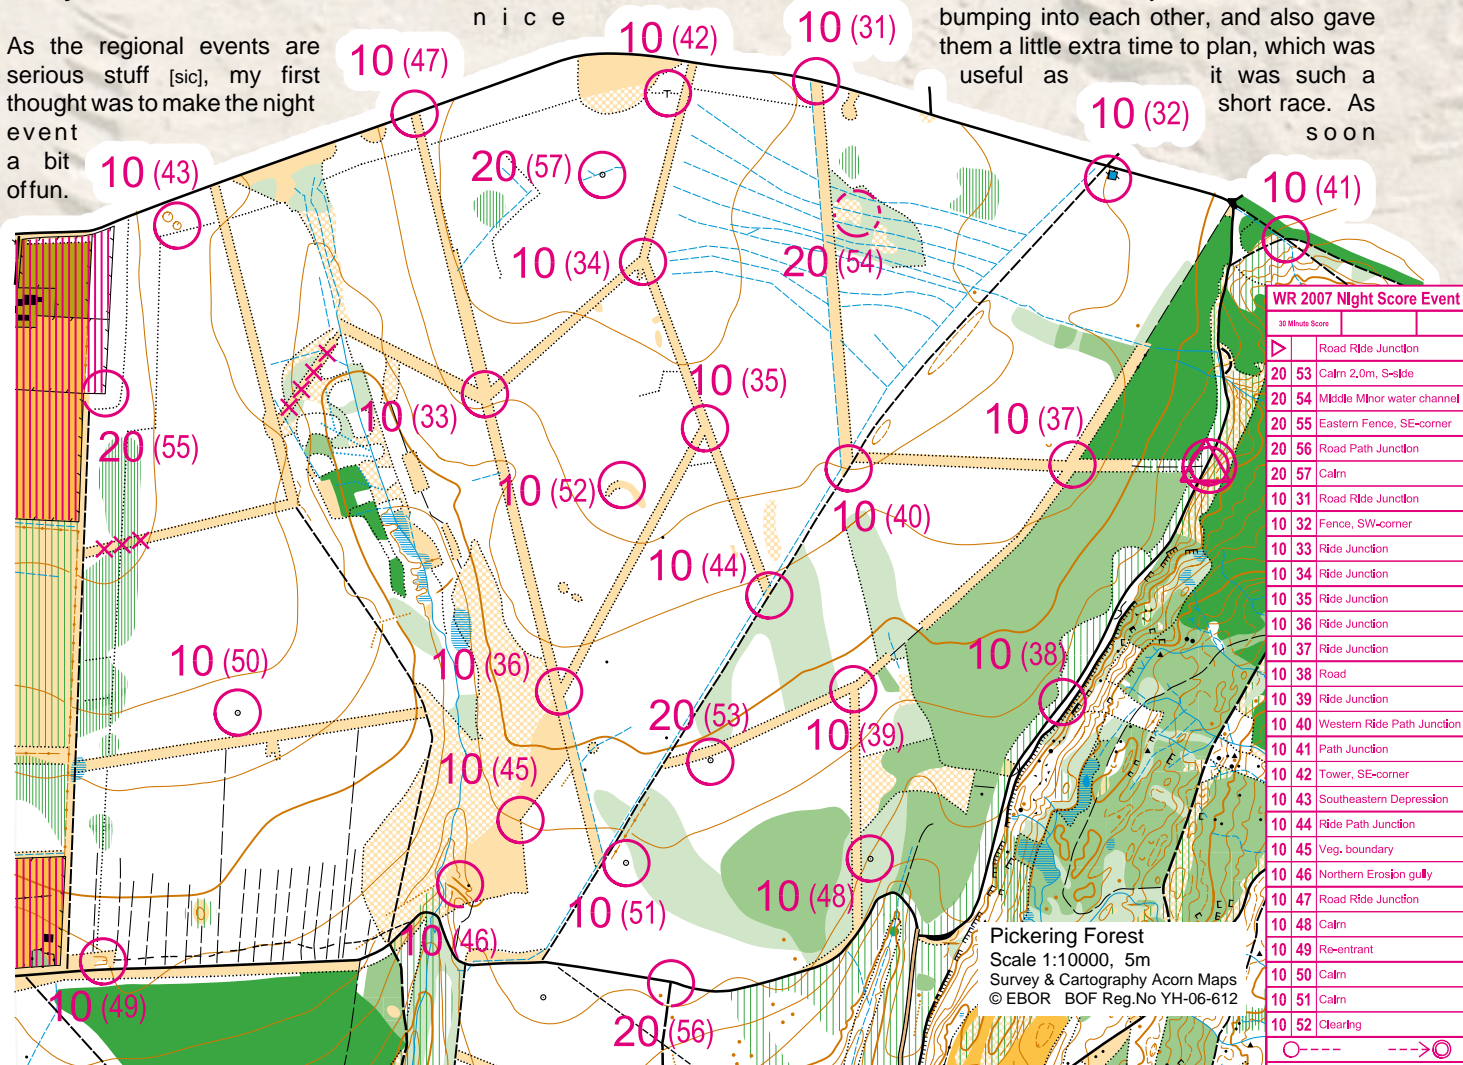 n i c e
As the regional events are
serious stuff [sic], my first
thought was to make the night
event
a bit
offun.
bumping into each other, and also gave
them a little extra time to plan, which was
useful as it was such a
short race. As
soon
10 (42)
10 (31)
10 (47)
10 (32)
20 (57)
10 (43)
10 (41)
10 (34)
20 (54)
10 (35)
10 (33)
10 (37)
20 (55)
10 (52)
10 (40)
10 (44)
10 (50)
10 (36)
10 (38)
20 (53)
10 (39)
10 (45)
10 (51)
10 (48)
10 (46)
10 (49)
20 (56)
WR 2007 Night Score Event
30 Minute Score
Road Ride Junction
20 53 Cairn 2.0m, S-side
20 54 Middle Minor water channel
20 55 Eastern Fence, SE-corner
20 56 Road Path Junction
20 57 Cairn
10 31 Road Ride Junction
10 32 Fence, SW-corner
10 33 Ride Junction
10 34 Ride Junction
10 35 Ride Junction
10 36 Ride Junction
10 37 Ride Junction
10 38 Road
10 39 Ride Junction
10 40 Western Ride Path Junction
10 41 Path Junction
10 42 Tower, SE-corner
10 43 Southeastern Depression
10 44 Ride Path Junction
10 45 Veg. boundary
10 46 Northern Erosion gully
10 47 Road Ride Junction
10 48 Cairn
10 49 Re-entrant
10 50 Cairn
10 51 Cairn
10 52 Clearing
Pickering Forest
Scale 1:10000, 5m
Survey & Cartography Acorn Maps
© EBOR BOF Reg.No YH-06-612